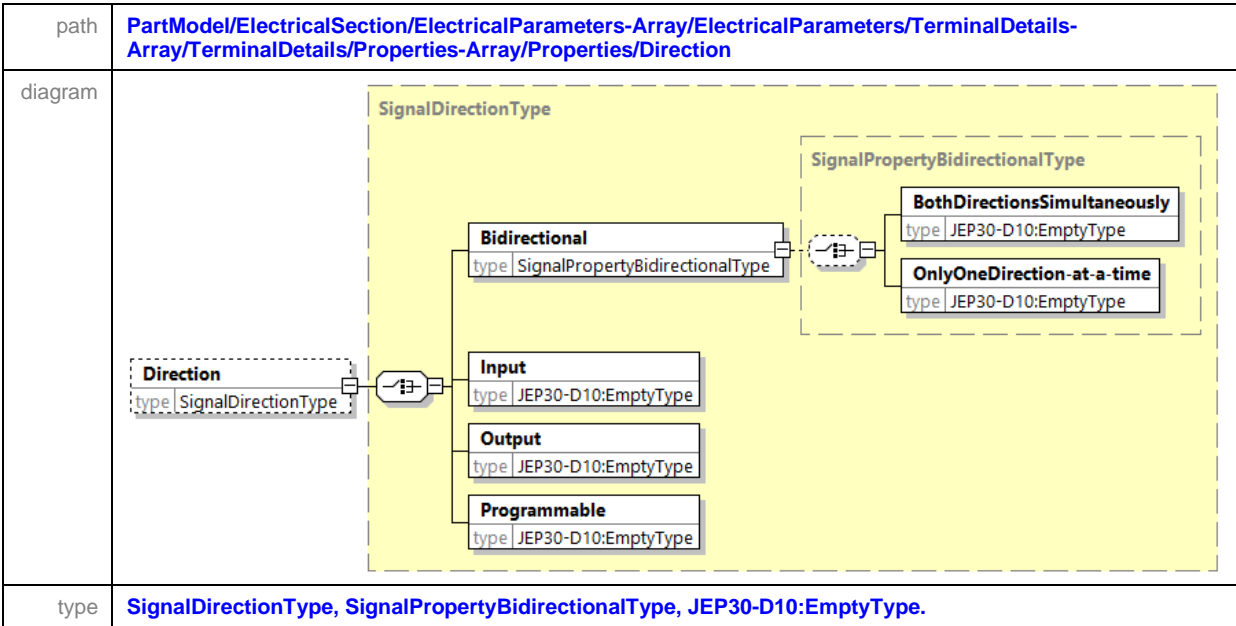 path
PartModel/ElectricalSection/ElectricalParameters-Array/ElectricalParameters/TerminalDetails-
Array/TerminalDetails/Properties-Array/Properties/Direction
diagram
SignalDirectionType
SignalPropertyBidirectionalType
BothDirectionsSimultaneously
type JEP30-D10:EmptyType
Bidirectional
type SignalPropertyBidirectionalType
OnlyOneDirection-at-a-time
type JEP30-D10:EmptyType
Direction
type SignalDirectionType
Input
type JEP30-D10:EmptyType
Output
type JEP30-D10:EmptyType
Programmable
type JEP30-D10:EmptyType
type
SignalDirectionType, SignalPropertyBidirectionalType, JEP30-D10:EmptyType.